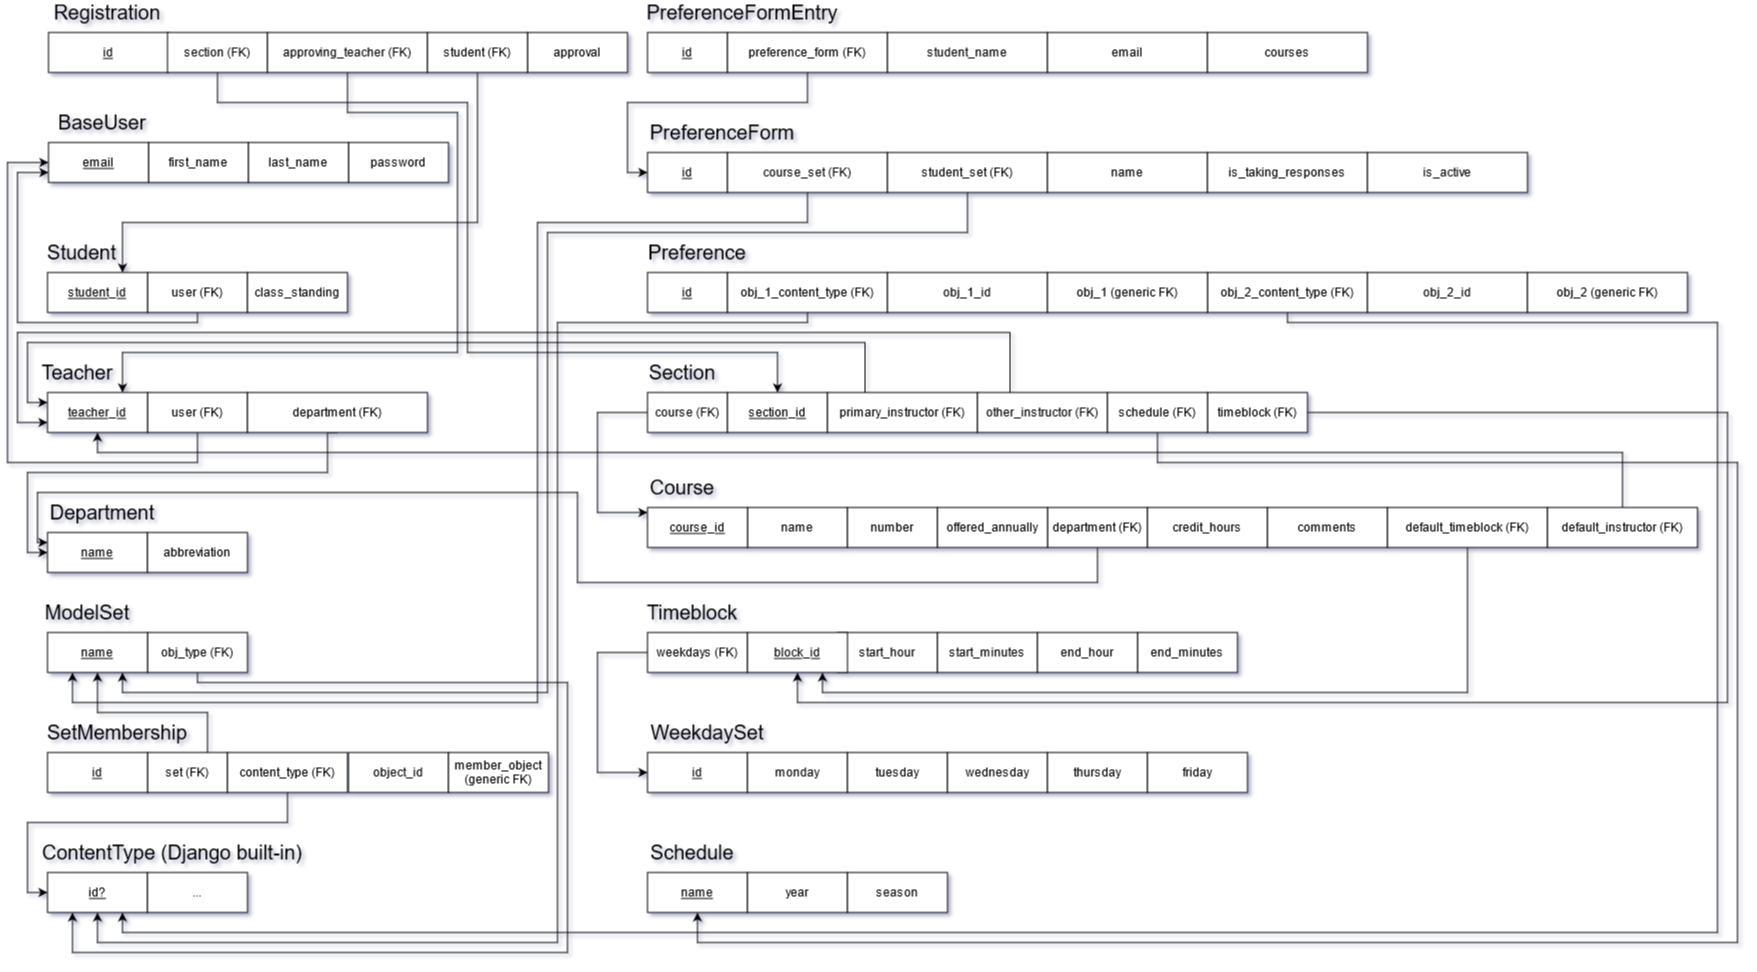 Registration
id section (FK) approving_teacher (FK) student (FK) approval
PreferenceFormEntry
id preference_form (FK) student_name email courses
BaseUser
email first_name last_name password
PreferenceForm
id course_set (FK) student_set (FK) name is_taking_responses is_active
Student
student_id user (FK) class_standing
Preference
id obj_1_content_type (FK) obj_1_id obj_1 (generic FK) obj_2_content_type (FK) obj_2_id obj_2 (generic FK)
Teacher
teacher_id user (FK) department (FK)
Section
course (FK) section_id primary_instructor (FK) other_instructor (FK) schedule (FK) timeblock (FK)
Course
course_id name number offered_annually department (FK) credit_hours comments default_timeblock (FK) default_instructor (FK)
Department
name abbreviation
ModelSet
name obj_type (FK)
Timeblock
weekdays (FK) block_id start_hour start_minutes end_hour end_minutes
SetMembership
id set (FK) content_type (FK) object_id member_object
(generic FK)
WeekdaySet
id monday tuesday wednesday thursday friday
ContentType (Django built-in)
id? ...
Schedule
name year season